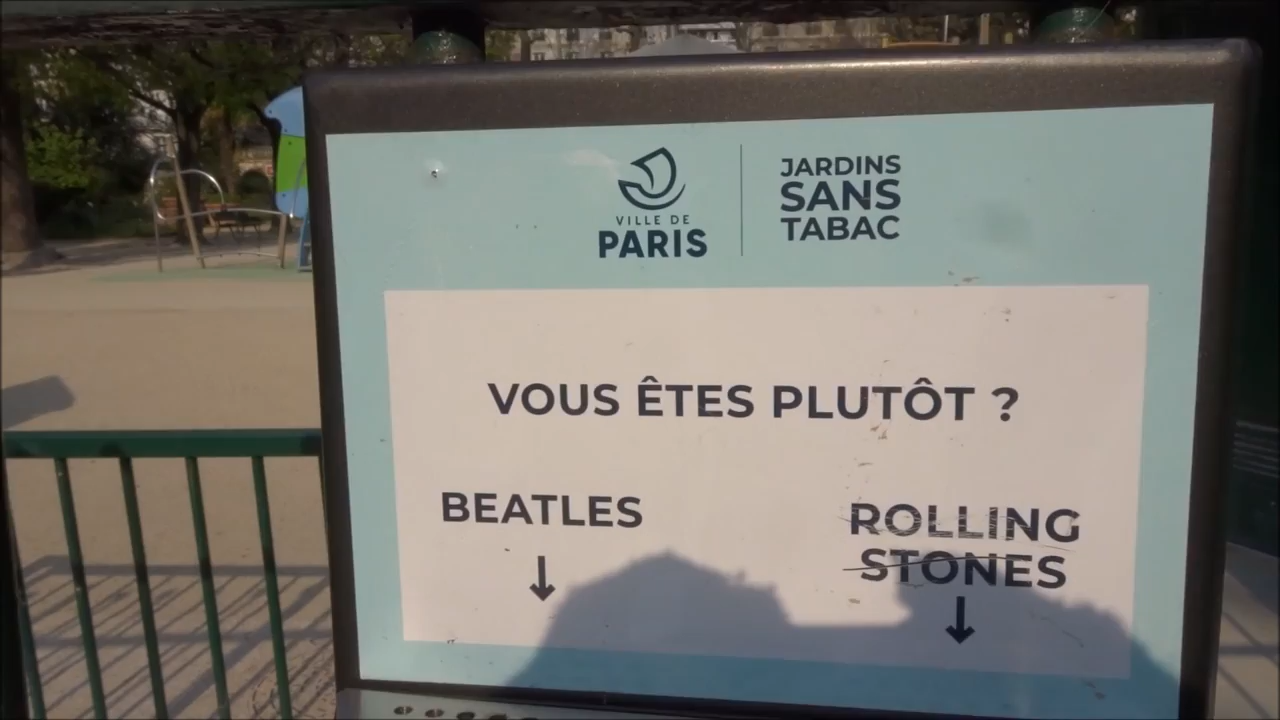 VILLE DE
PARIS
JARDINS
SANS
TABAC
VOUS ÊTES PLUTÔT ?
BEATLES
ROLLING
STONES